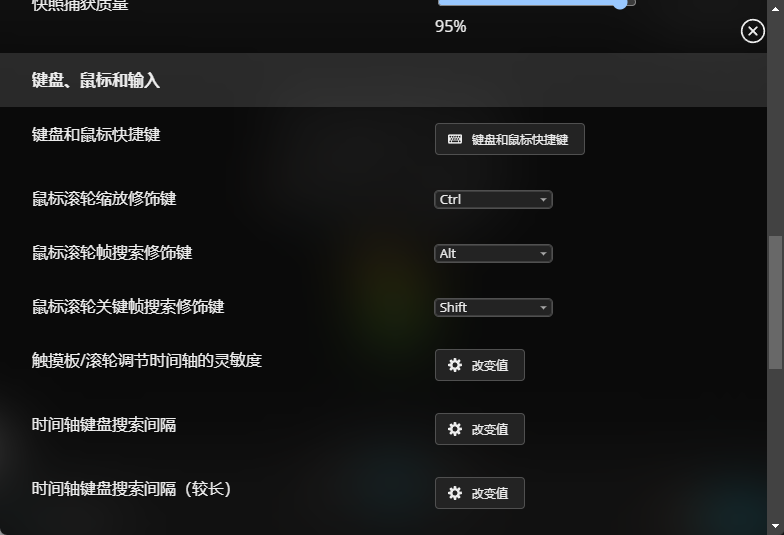 快照捕获质量
95%
键盘、鼠标和输入
键盘和鼠标快捷键
键盘和鼠标快捷键
鼠标滚轮缩放修饰键
Ctrl
鼠标滚轮帧搜索修饰键
Alt
鼠标滚轮关键帧搜索修饰键
Shift
触摸板/滚轮调节时间轴的灵敏度
改变值
时间轴键盘搜索间隔
改变值
时间轴键盘搜索间隔（较长）
改变值